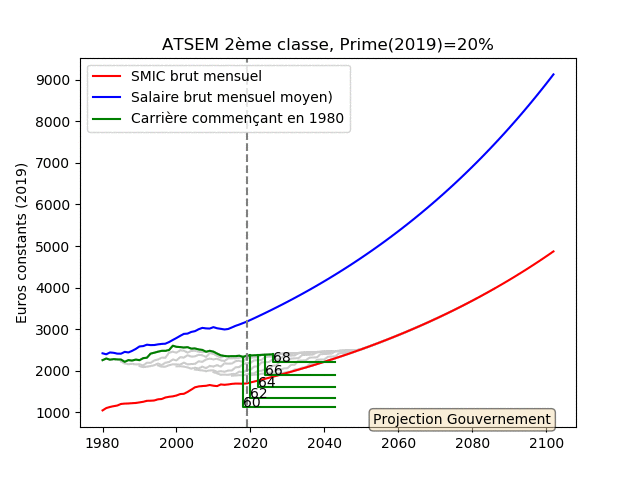 ATSEM 2ème classe, Prime(2019)=20%
SMIC brut mensuel
Salaire brut mensuel moyen)
Carrière commençant en 1980
Euros constants (2019)
9000
8000
7000
6000
5000
4000
3000
2000
1000
68
66
64
62
60
Projection Gouvernement
1980 2000 2020 2040 2060 2080 2100